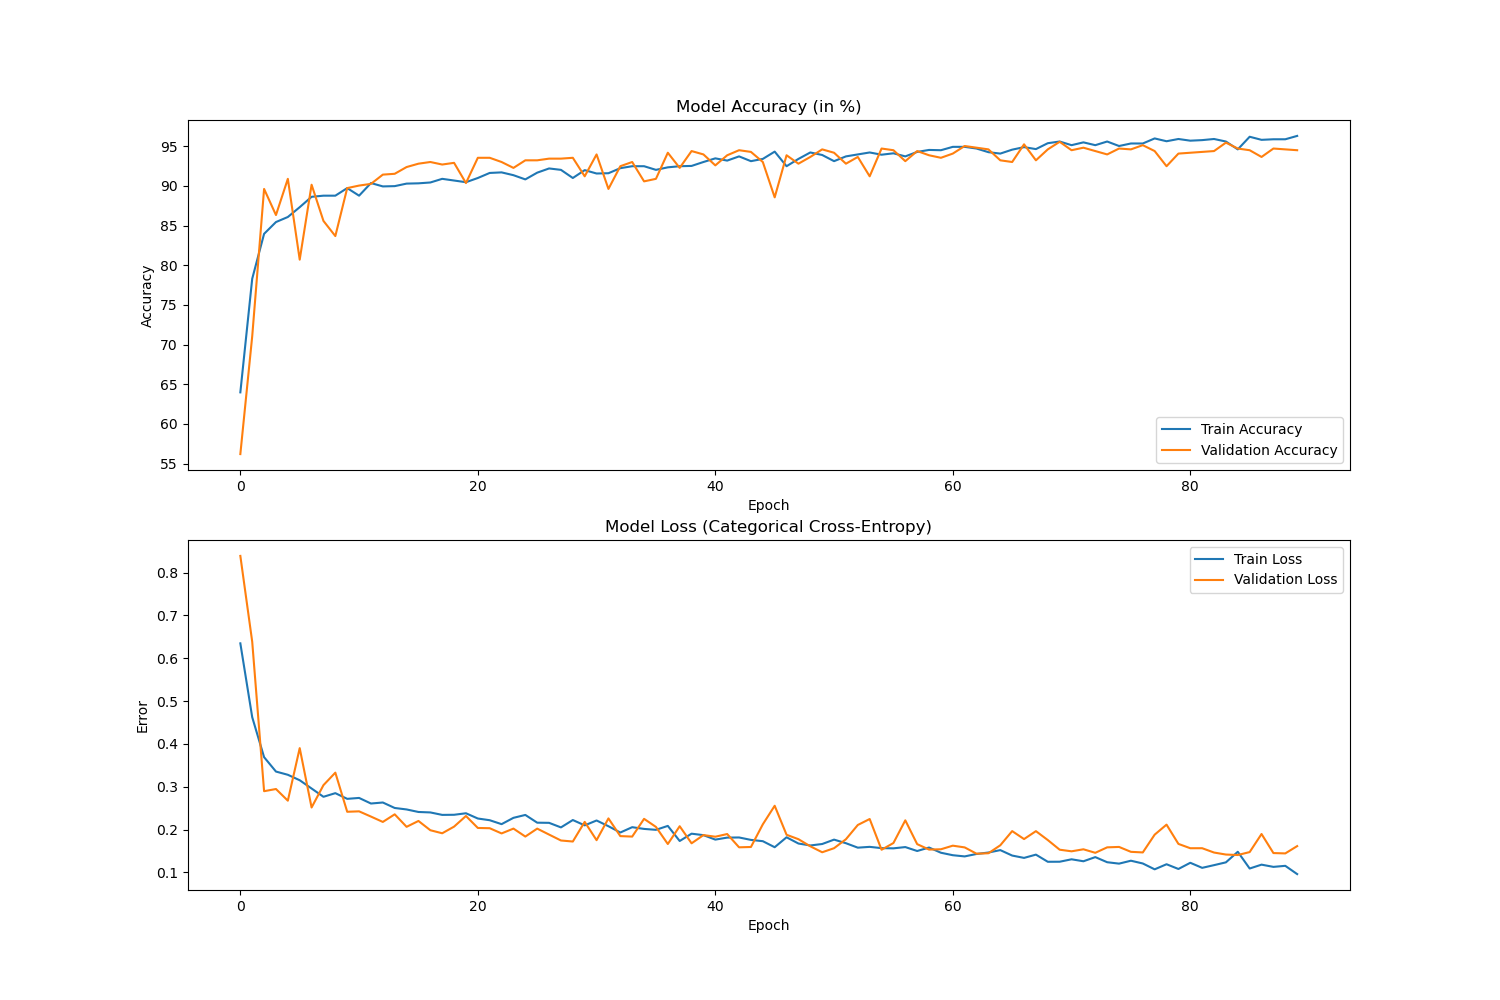 Model Accuracy (in %)
Accuracy
95
90
85
80
75
70
65
60
55
Train Accuracy
Validation Accuracy
0 20 40 60 80
Epoch
Model Loss (Categorical Cross-Entropy)
Error
0.8
0.7
0.6
0.5
0.4
0.3
0.2
0.1
Train Loss
Validation Loss
0 20 40 60 80
Epoch